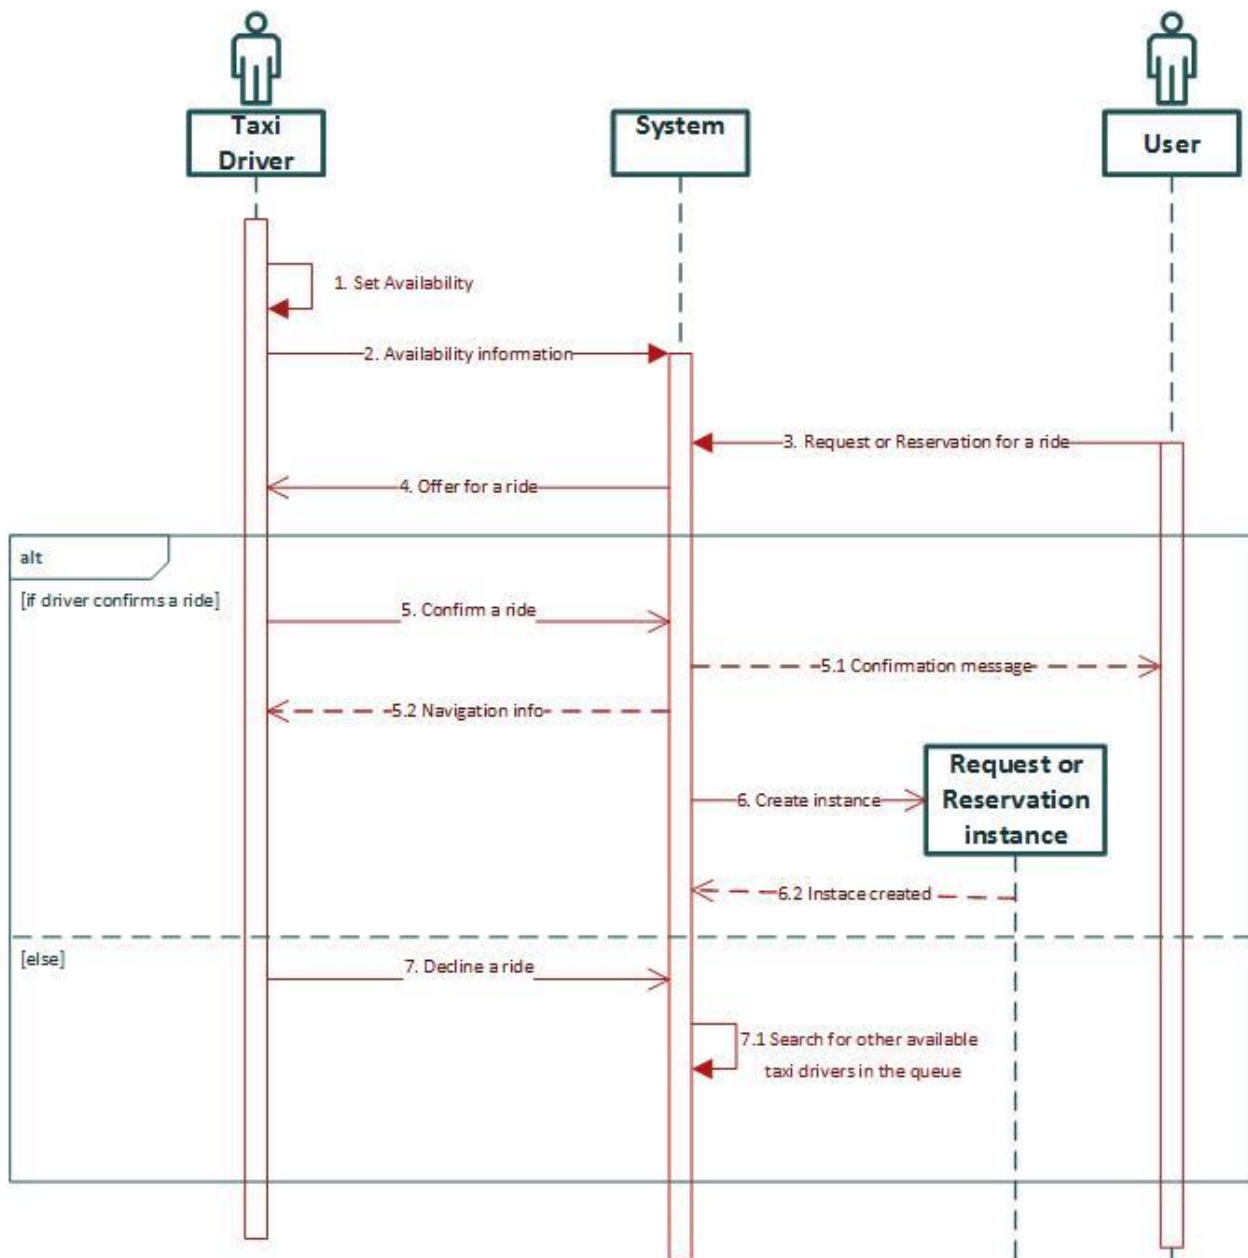 Taxi
Driver
System
User
1. Set Availability
2. Availability information
3. Request or Reservation for a ride
4. Offer for a ride
alt
[if driver confirms a ride]
5. Confirm a ride
5.1 Confirmation message
5.2 Navigation info
Request or
Reservation
instance
6. Create instance
6.2 Instace created
[else]
7. Decline a ride
7.1 Search for other available
taxi drivers in the queue